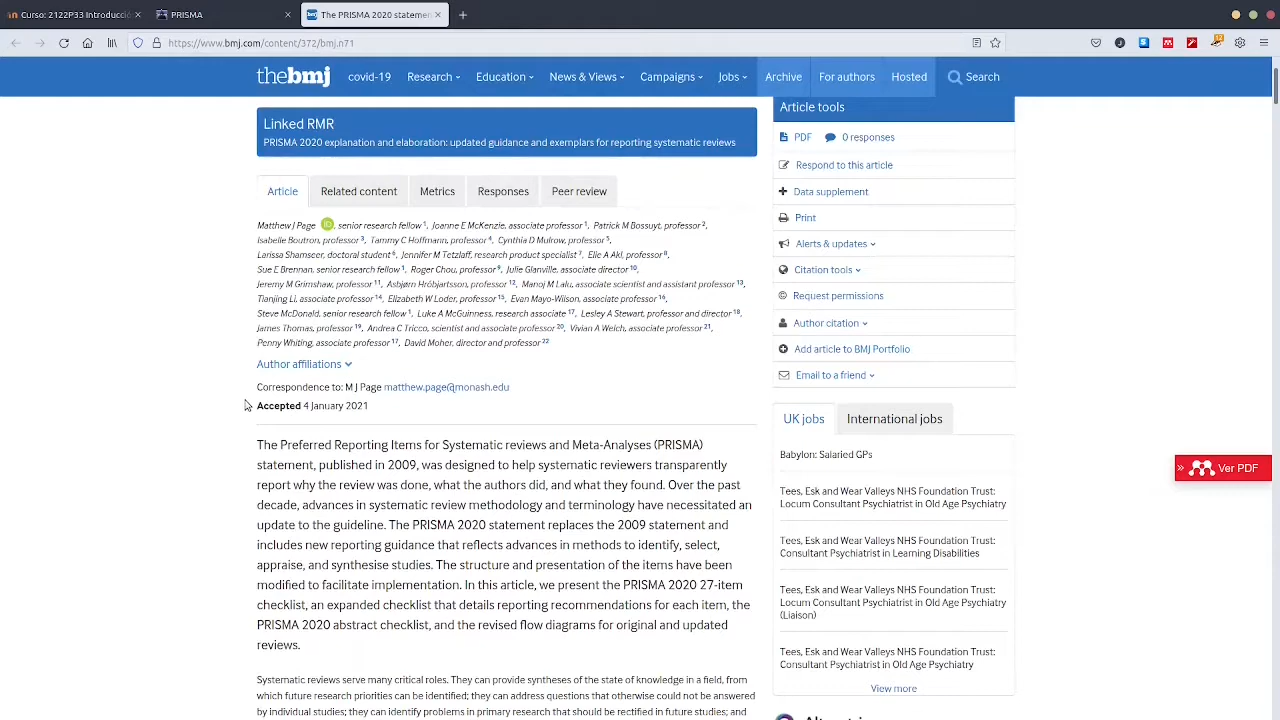 Curso: 1112P33 Introducció
PRISMA
The PRISMA 2020 statemen
https://www.bmj.com/content/372/bmj.n71
thebmj
covid-19
Research
Education
News & Views
Campaigns
Jobs
Archive
For authors
Hosted
Search
Linked RMR
PRISMA 2020 explanation and elaboration: updated guidance and exemplars for reporting systematic reviews
Article
Related content
Metrics
Responses
Peer review
Matthew J Page iD, senior research fellow 1, Joanne E McKenzie, associate professor 1, Patrick M Bossuyt, professor 2,
Isabelle Boutron, professor 3, Tammy C Hoffmann, professor 4, Cynthia D Mulrow, professor 5,
Larissa Shamseer, doctoral student 6, Jennifer M Tetzlaff, research product specialist 7, Elie A Akl, professor 8,
Sue E Brennan, senior research fellow 1, Roger Chou, professor 9, Julie Glanville, associate director 10,
Jeremy M Grimshaw, professor 11, Asbjørn Hróbjartsson, professor 12, Manoj M Lalu, associate scientist and assistant professor 13,
Tianjing Li, associate professor 14, Elizabeth W Loder, professor 15, Evan Mayo-Wilson, associate professor 16,
Steve McDonald, senior research fellow 1, Luke A McGuinness, research associate 17, Lesley A Stewart, professor and director 18,
James Thomas, professor 19, Andrea C Tricco, scientist and associate professor 20, Vivian A Welch, associate professor 21,
Penny Whiting, associate professor 17, David Moher, director and professor 22
Author affiliations
Correspondence to: M J Page matthew.page@monash.edu
Accepted 4 January 2021
The Preferred Reporting Items for Systematic reviews and Meta-Analyses (PRISMA)
statement, published in 2009, was designed to help systematic reviewers transparently
report why the review was done, what the authors did, and what they found. Over the past
decade, advances in systematic review methodology and terminology have necessitated an
update to the guideline. The PRISMA 2020 statement replaces the 2009 statement and
includes new reporting guidance that reflects advances in methods to identify, select,
appraise, and synthesise studies. The structure and presentation of the items have been
modified to facilitate implementation. In this article, we present the PRISMA 2020 27-item
checklist, an expanded checklist that details reporting recommendations for each item, the
PRISMA 2020 abstract checklist, and the revised flow diagrams for original and updated
reviews.
Systematic reviews serve many critical roles. They can provide syntheses of the state of knowledge in a field, from
which future research priorities can be identified; they can address questions that otherwise could not be answered
by individual studies; they can identify problems in primary research that should be rectified in future studies; and
Article tools
PDF
0 responses
Respond to this article
Data supplement
Print
Alerts & updates
Citation tools
Request permissions
Author citation
Add article to BMJ Portfolio
Email to a friend
UK jobs
International jobs
Babylon: Salaried GPs
Tees, Esk and Wear Valleys NHS Foundation Trust:
Locum Consultant Psychiatrist in Old Age Psychiatry
Tees, Esk and Wear Valleys NHS Foundation Trust:
Consultant Psychiatrist in Learning Disabilities
Tees, Esk and Wear Valleys NHS Foundation Trust:
Locum Consultant Psychiatrist in Old Age Psychiatry
(Liaison)
Tees, Esk and Wear Valleys NHS Foundation Trust:
Consultant Psychiatrist in Old Age Psychiatry
View more
Ver PDF